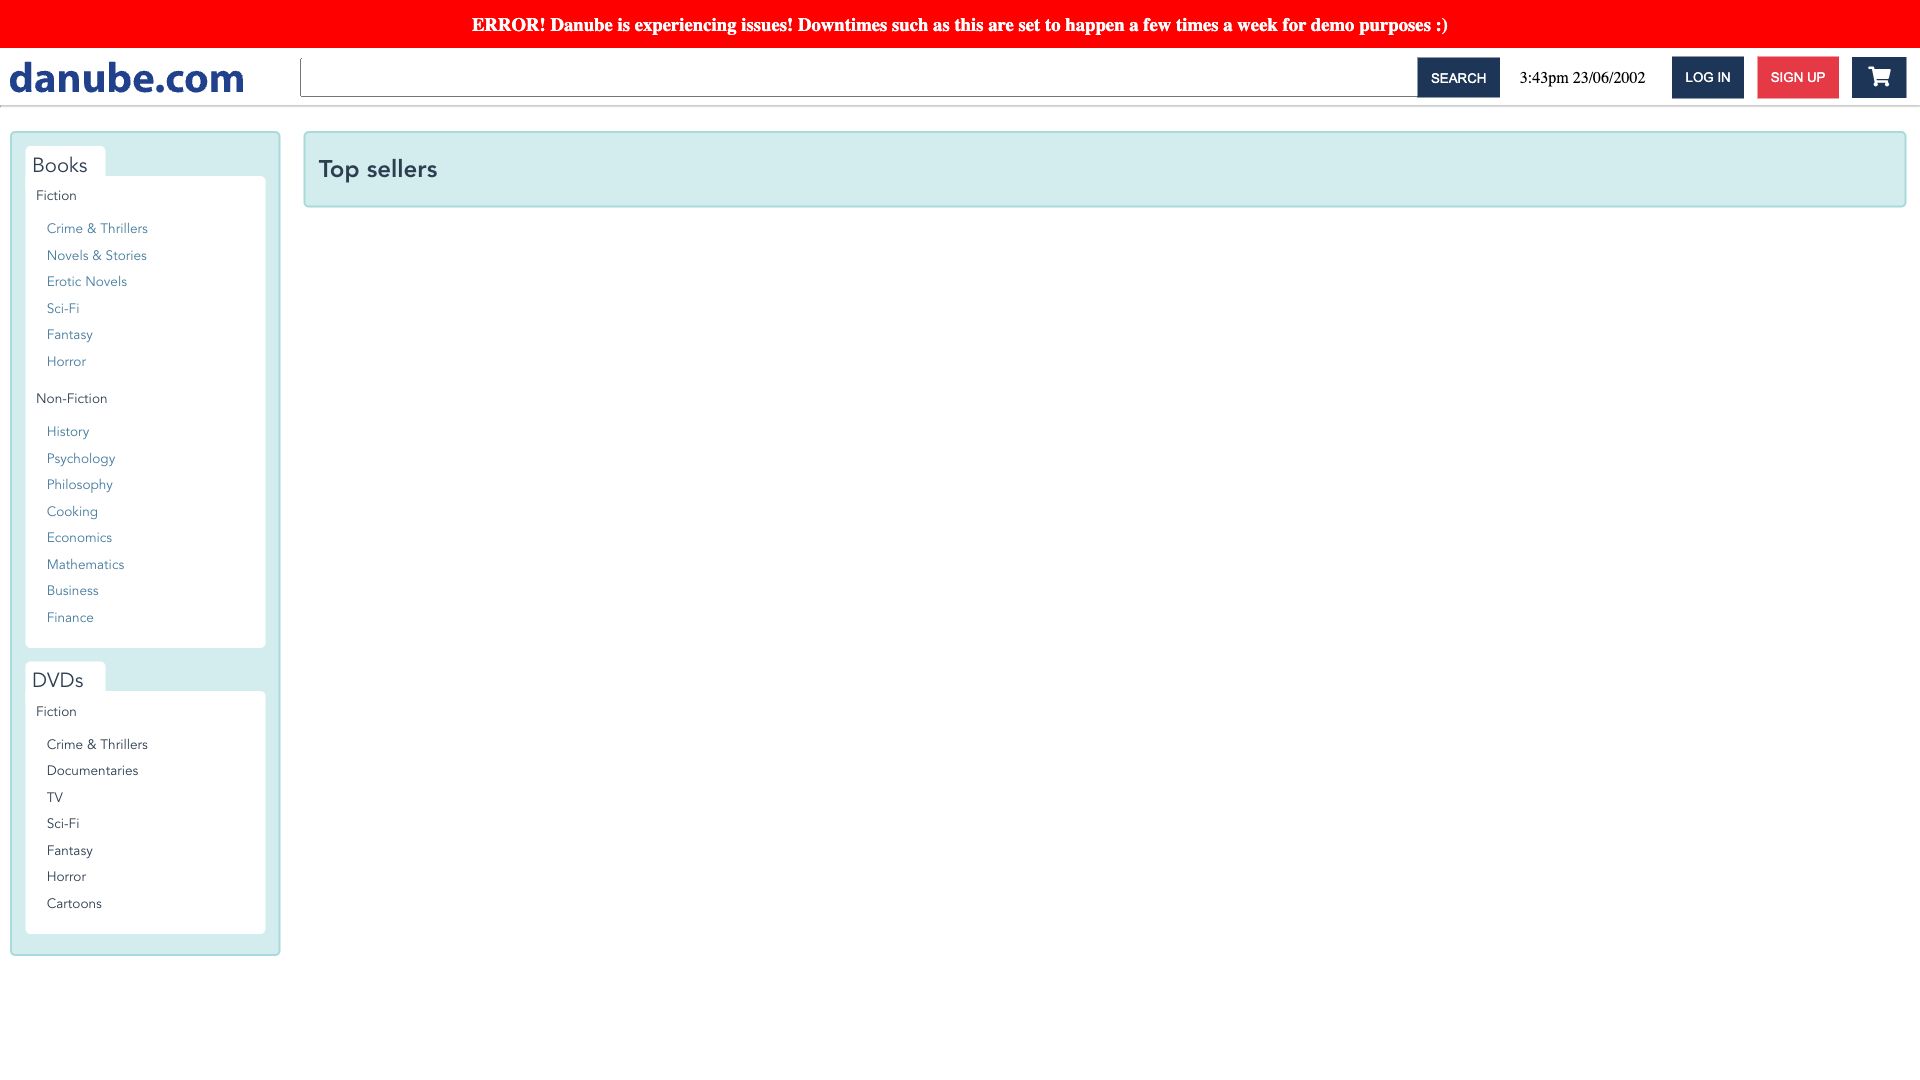 ERROR! Danube is experiencing issues! Downtimes such as this are set to happen a few times a week for demo purposes :)
danube.com
SEARCH
3:43pm 23/06/2002
LOG IN
SIGN UP
Books
Fiction
Crime & Thrillers
Novels & Stories
Erotic Novels
Sci-Fi
Fantasy
Horror
Non-Fiction
History
Psychology
Philosophy
Cooking
Economics
Mathematics
Business
Finance
DVDs
Fiction
Crime & Thrillers
Documentaries
TV
Sci-Fi
Fantasy
Horror
Cartoons
Top sellers